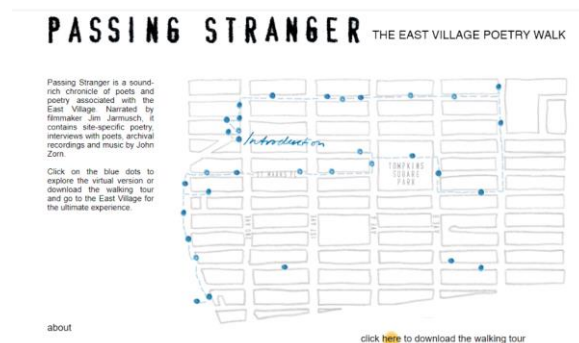 PASSING STRANGER THE EAST VILLAGE POETRY WALK
Passing Stranger is a sound-
rich chronicle of poets and
poetry associated with the
East Village. Narrated by
filmmaker Jim Jarmusch, it
contains site-specific poetry,
interviews with poets, archival
recordings and music by John
Zorn.
Click on the blue dots to
explore the virtual version or
download the walking tour
and go to the East Village for
the ultimate experience.
Introduction
ST MARKS PL
TOMPKINS
SQUARE
PARK
about
click here to download the walking tour